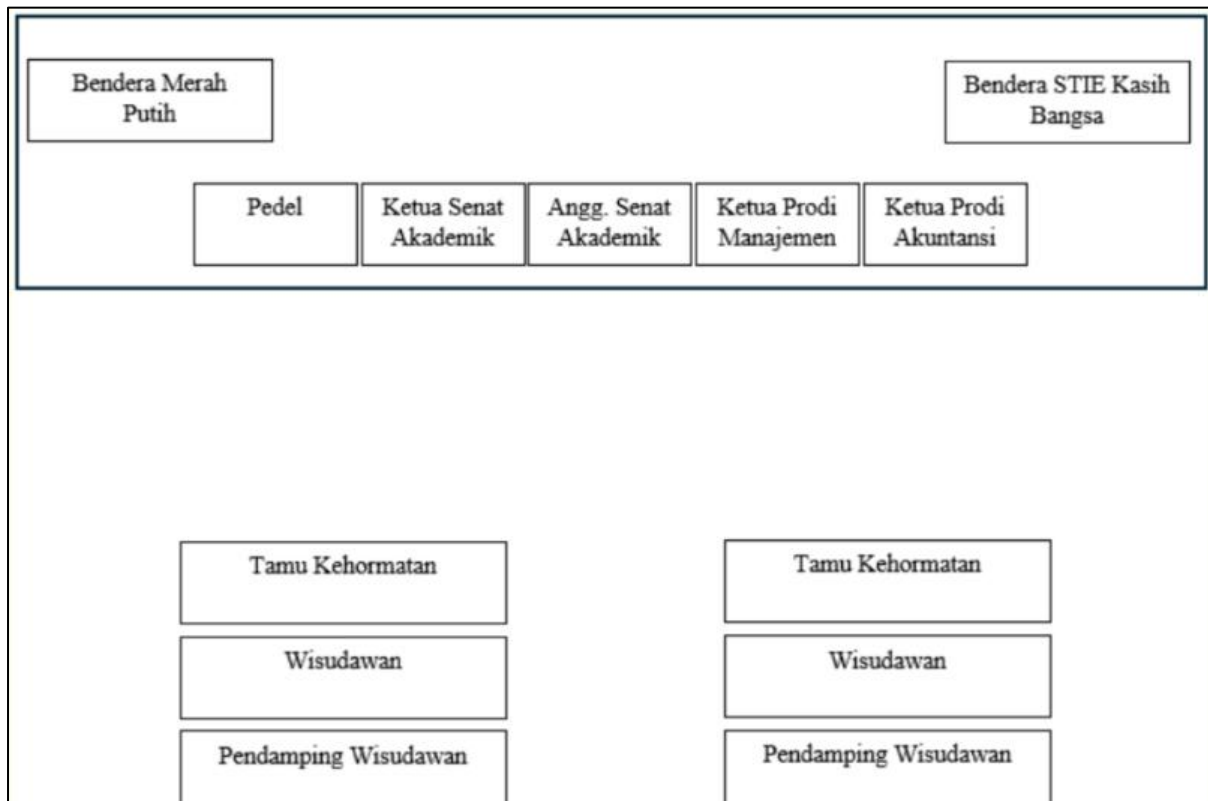 Bendera Merah
Putih
Bendera STIE Kasih
Bangsa
Pedel
Ketua Senat
Akademik
Angg. Senat
Akademik
Ketua Prodi
Manajemen
Ketua Prodi
Akuntansi
Tamu Kehormatan
Tamu Kehormatan
Wisudawan
Wisudawan
Pendamping Wisudawan
Pendamping Wisudawan